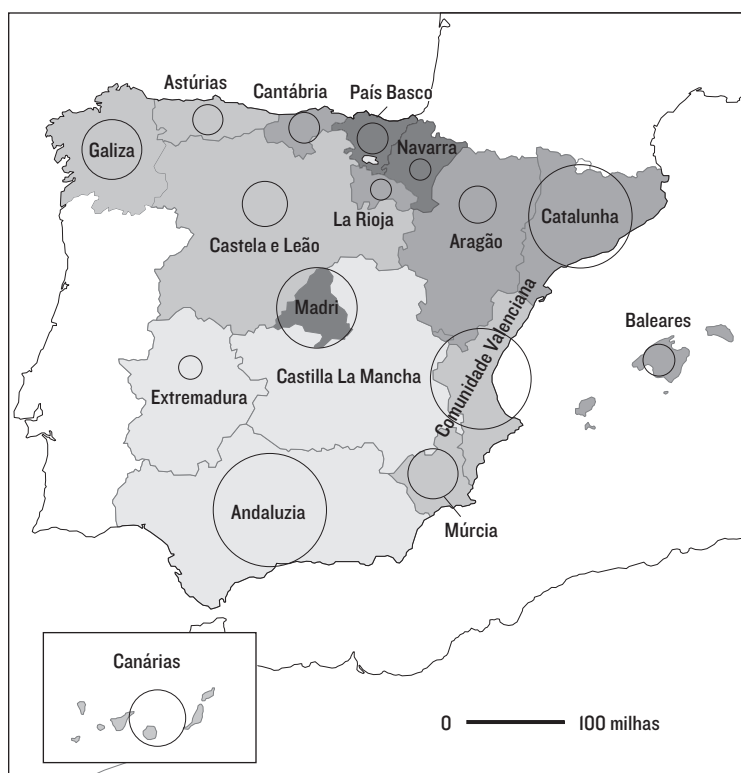 Astúrias
Cantábria
País Basco
Galiza
Navarra
La Rioja
Castela e Leão
Aragão
Catalunha
Madri
Comunidade Valenciana
Baleares
Extremadura
Castilla La Mancha
Andaluzia
Múrcia
Canárias
0 100 milhas